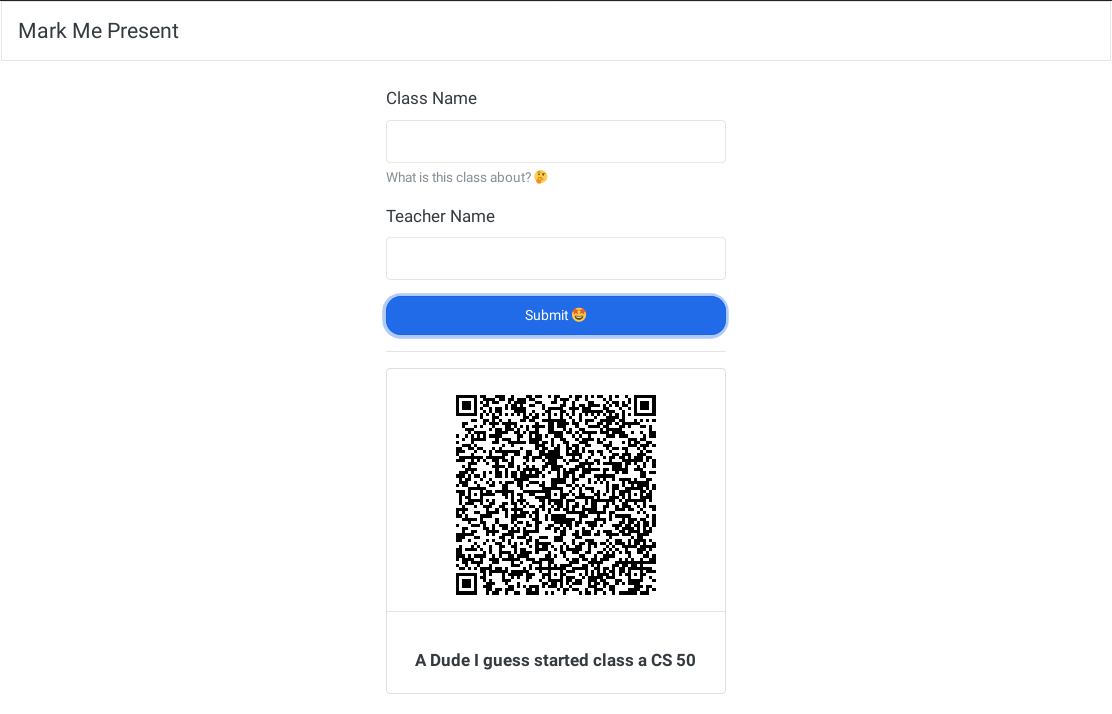 Mark Me Present
Class Name
What is this class about? 🤔
Teacher Name
Submit 🤩
A Dude I guess started class a CS 50